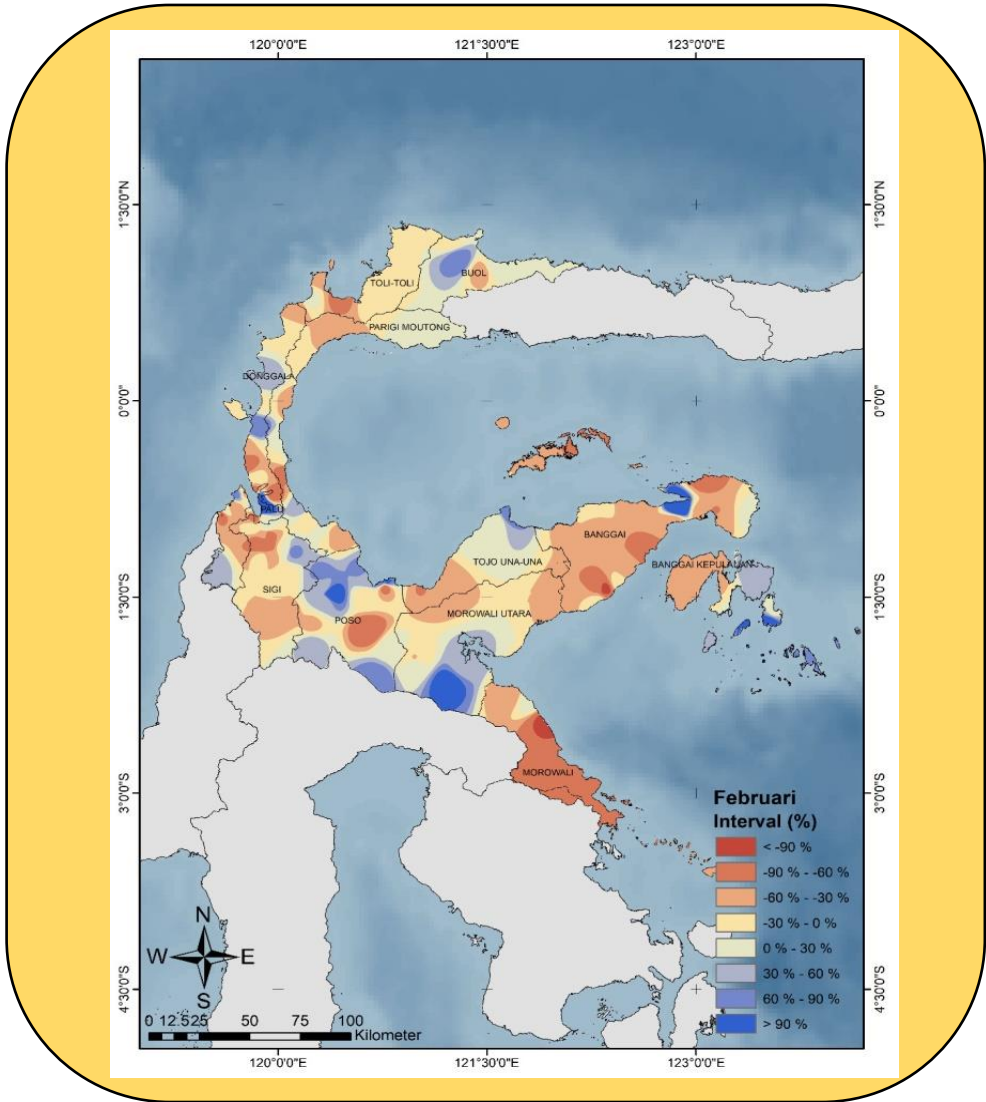 120°0'0"E 121°30'0"E 123°0'0"E
1°30'0"N 1°30'0"N
TOLI-TOLI
BUOL
PARIGI MOUTONG
DONGGALA
0°0'0" 0°0'0"
PALU
BANGGAI
TOJO UNA-UNA
BANGGAI KEPULAUAN
SIGI
1°30'0"S 1°30'0"S
MOROWALI UTARA
POSO
MOROWALI
3°0'0"S 3°0'0"S
Februari
Interval (%)
< -90 %
-90 % - -60 %
-60 % - -30 %
-30 % - 0 %
0 % - 30 %
30 % - 60 %
60 % - 90 %
> 90 %
N
W E
S
4°30'0"S 4°30'0"S
0 12.525 50 75 100
Kilometer
120°0'0"E 121°30'0"E 123°0'0"E